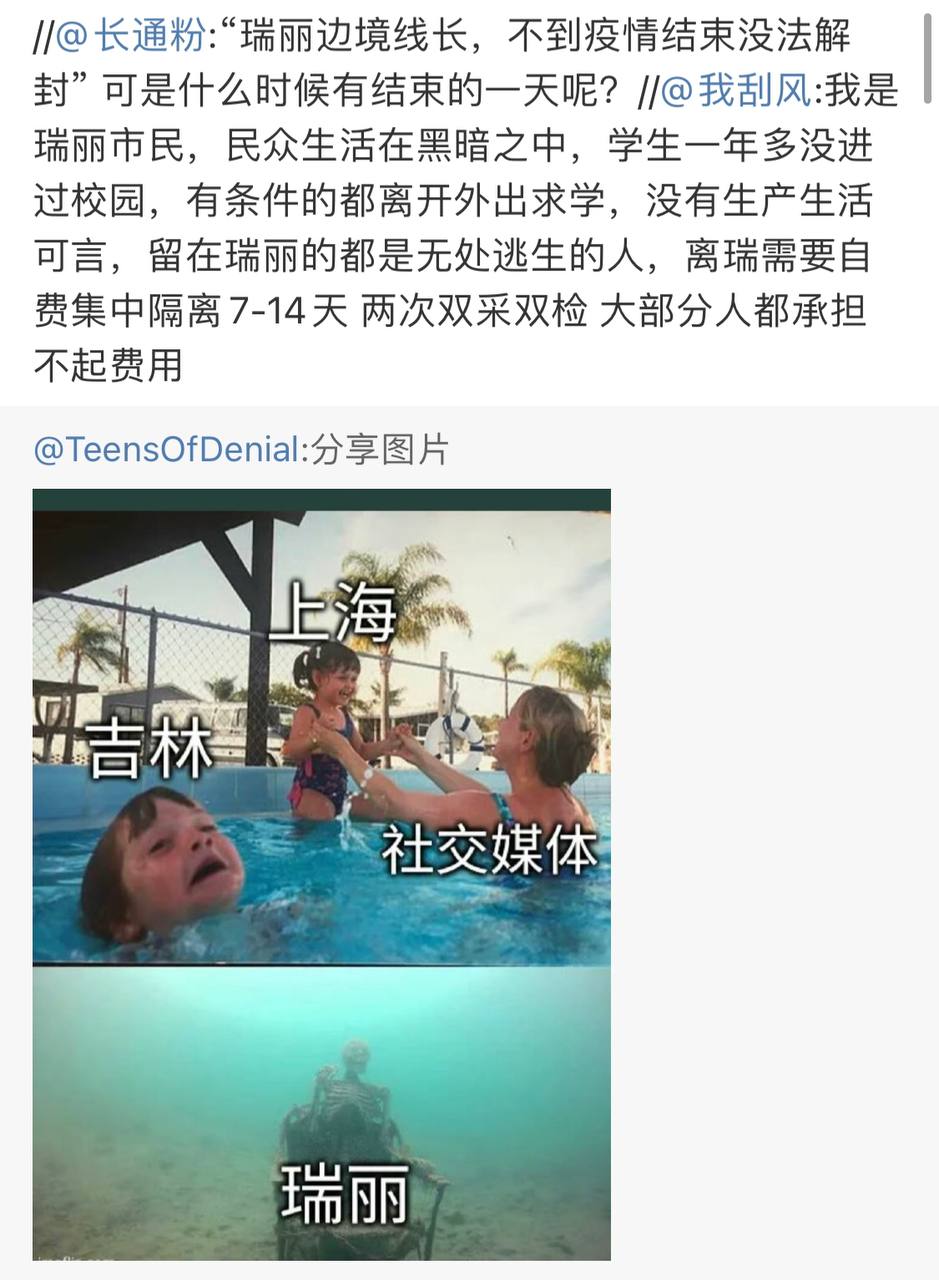 //@长通粉:“瑞丽边境线长，不到疫情结束没法解
封” 可是什么时候有结束的一天呢？//@我刮风:我是
瑞丽市民，民众生活在黑暗之中，学生一年多没进
过校园，有条件的都离开外出求学，没有生产生活
可言，留在瑞丽的都是无处逃生的人，离瑞需要自
费集中隔离7-14天 两次双采双检 大部分人都承担
不起费用
@TeensOfDenial:分享图片
上海
吉林
社交媒体
瑞丽